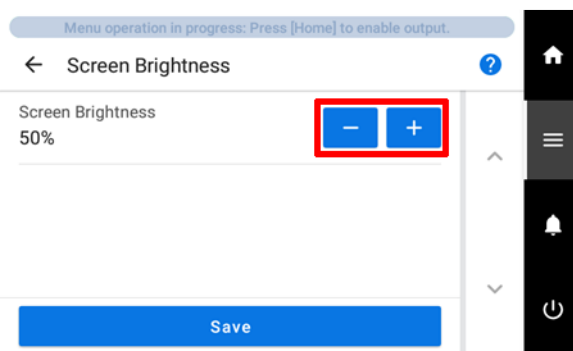 Menu operation in progress: Press [Home] to enable output.
Screen Brightness
?
Screen Brightness
50%
− +
Save